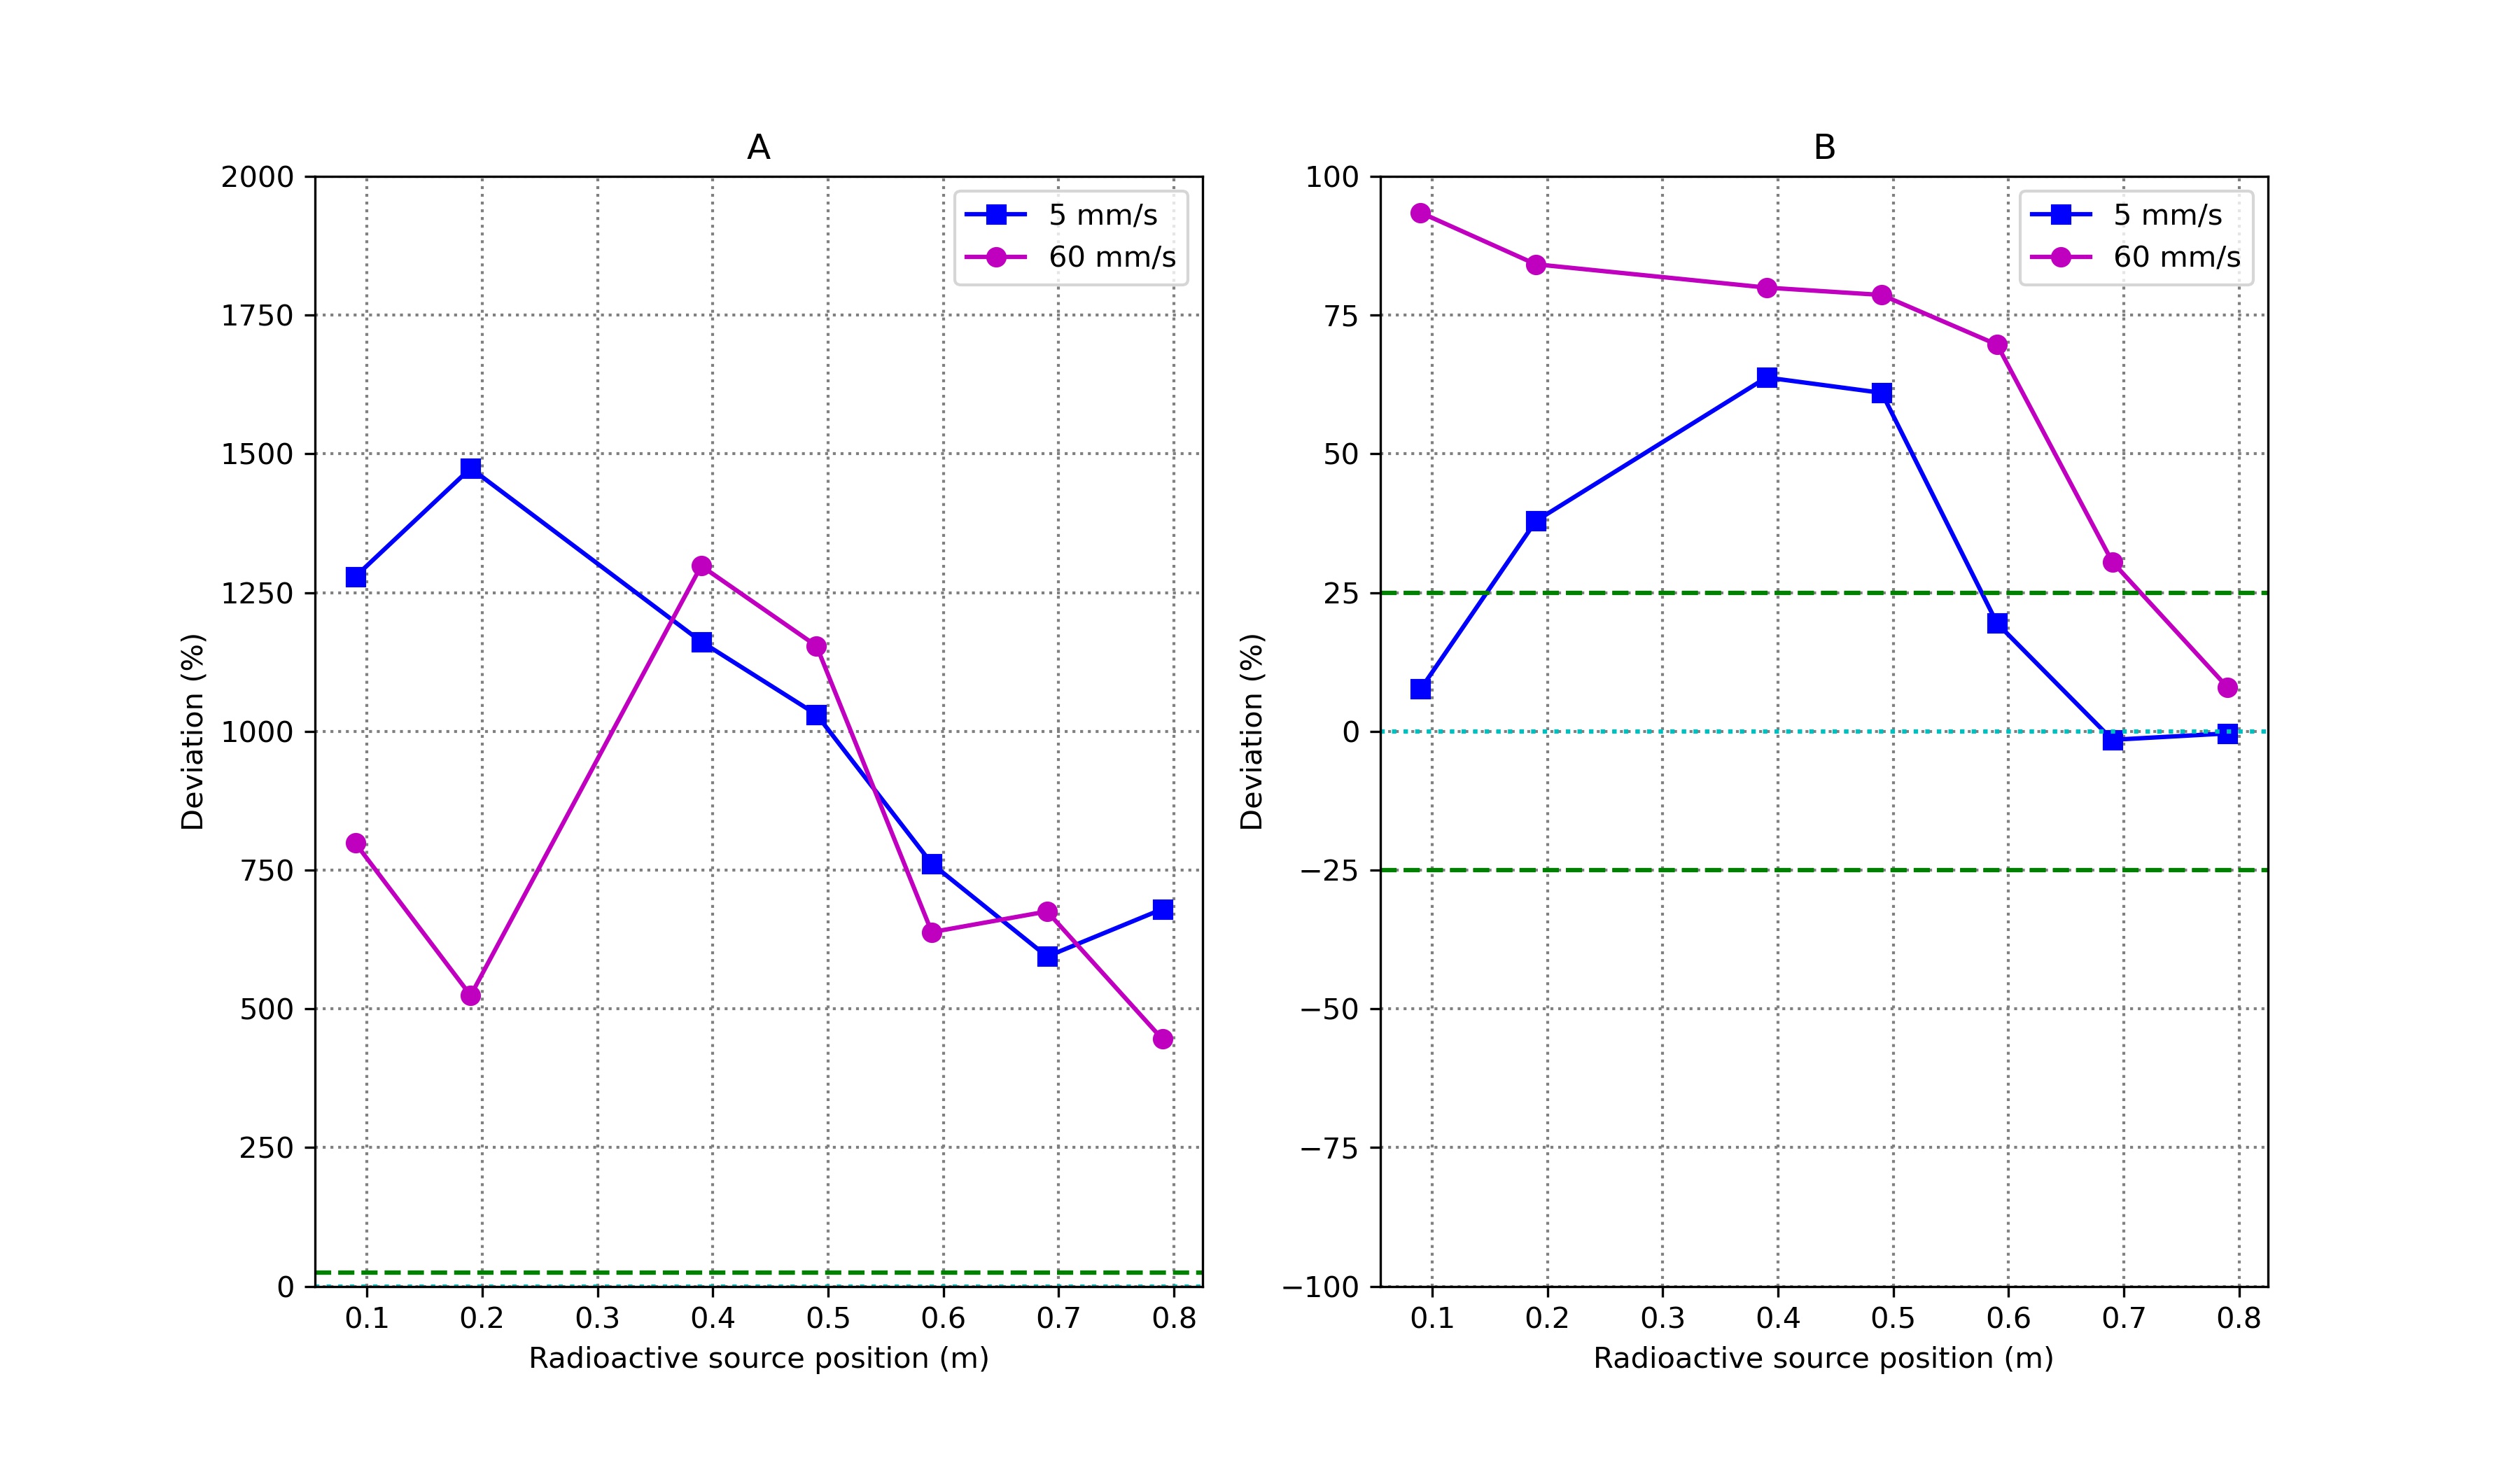 A
2000
1750
1500
1250
1000
750
500
250
0
Deviation (%)
5 mm/s
60 mm/s
0.1 0.2 0.3 0.4 0.5 0.6 0.7 0.8
Radioactive source position (m)
B
100
75
50
25
0
−25
−50
−75
−100
Deviation (%)
5 mm/s
60 mm/s
0.1 0.2 0.3 0.4 0.5 0.6 0.7 0.8
Radioactive source position (m)